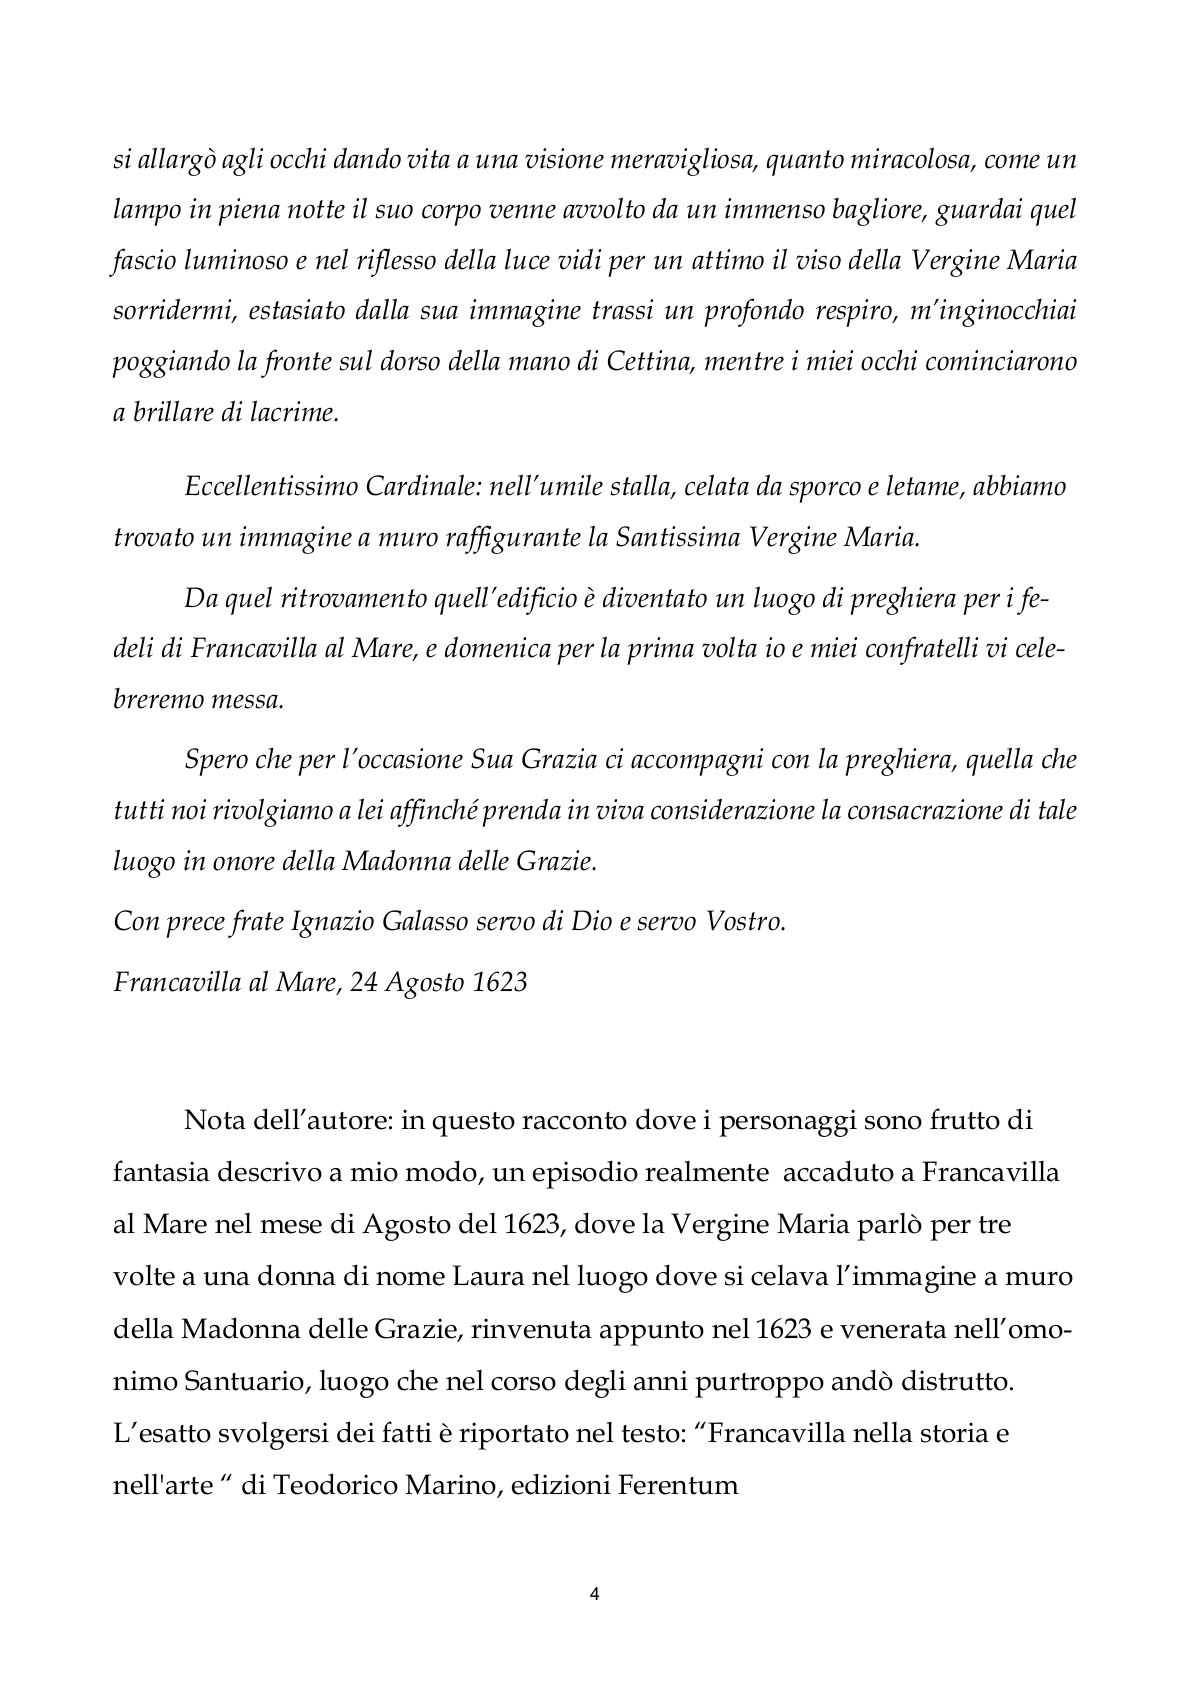 si allargò agli occhi dando vita a una visione meravigliosa, quanto miracolosa, come un
lampo in piena notte il suo corpo venne avvolto da un immenso bagliore, guardai quel
fascio luminoso e nel riflesso della luce vidi per un attimo il viso della Vergine Maria
sorridermi, estasiato dalla sua immagine trassi un profondo respiro, m’inginocchiai
poggiando la fronte sul dorso della mano di Cettina, mentre i miei occhi cominciarono
a brillare di lacrime.
Eccellentissimo Cardinale: nell’umile stalla, celata da sporco e letame, abbiamo
trovato un immagine a muro raffigurante la Santissima Vergine Maria.
Da quel ritrovamento quell’edificio è diventato un luogo di preghiera per i fe-
deli di Francavilla al Mare, e domenica per la prima volta io e miei confratelli vi cele-
breremo messa.
Spero che per l’occasione Sua Grazia ci accompagni con la preghiera, quella che
tutti noi rivolgiamo a lei affinché prenda in viva considerazione la consacrazione di tale
luogo in onore della Madonna delle Grazie.
Con prece frate Ignazio Galasso servo di Dio e servo Vostro.
Francavilla al Mare, 24 Agosto 1623
Nota dell’autore: in questo racconto dove i personaggi sono frutto di
fantasia descrivo a mio modo, un episodio realmente  accaduto a Francavilla
al Mare nel mese di Agosto del 1623, dove la Vergine Maria parlò per tre
volte a una donna di nome Laura nel luogo dove si celava l’immagine a muro
della Madonna delle Grazie, rinvenuta appunto nel 1623 e venerata nell’omo-
nimo Santuario, luogo che nel corso degli anni purtroppo andò distrutto.
L’esatto svolgersi dei fatti è riportato nel testo: “Francavilla nella storia e
nell'arte “ di Teodorico Marino, edizioni Ferentum
4